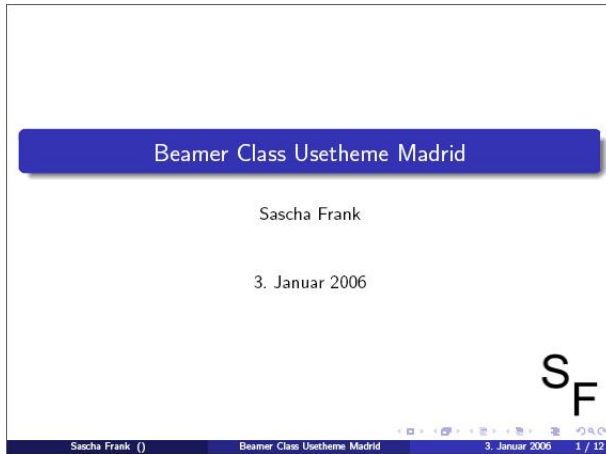 Beamer Class Usetheme Madrid
Sascha Frank
3. Januar 2006
S
F
Sascha Frank () Beamer Class Usetheme Madrid 3. Januar 2006 1 / 12